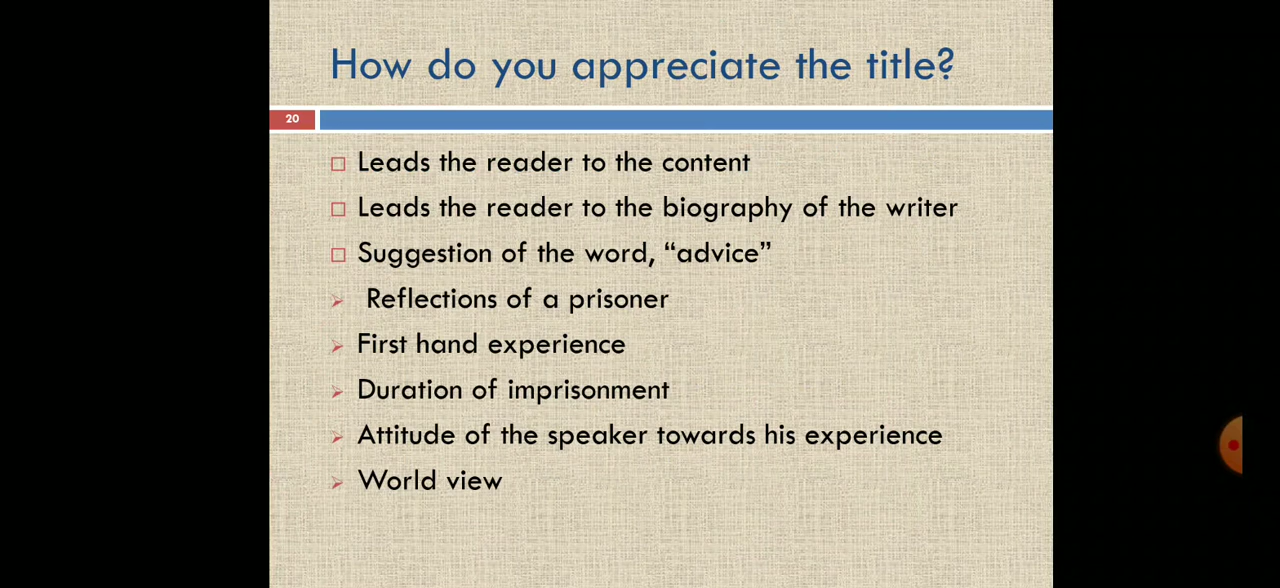 How do you appreciate the title?
20
Leads the reader to the content
Leads the reader to the biography of the writer
Suggestion of the word, “advice”
Reflections of a prisoner
First hand experience
Duration of imprisonment
Attitude of the speaker towards his experience
World view